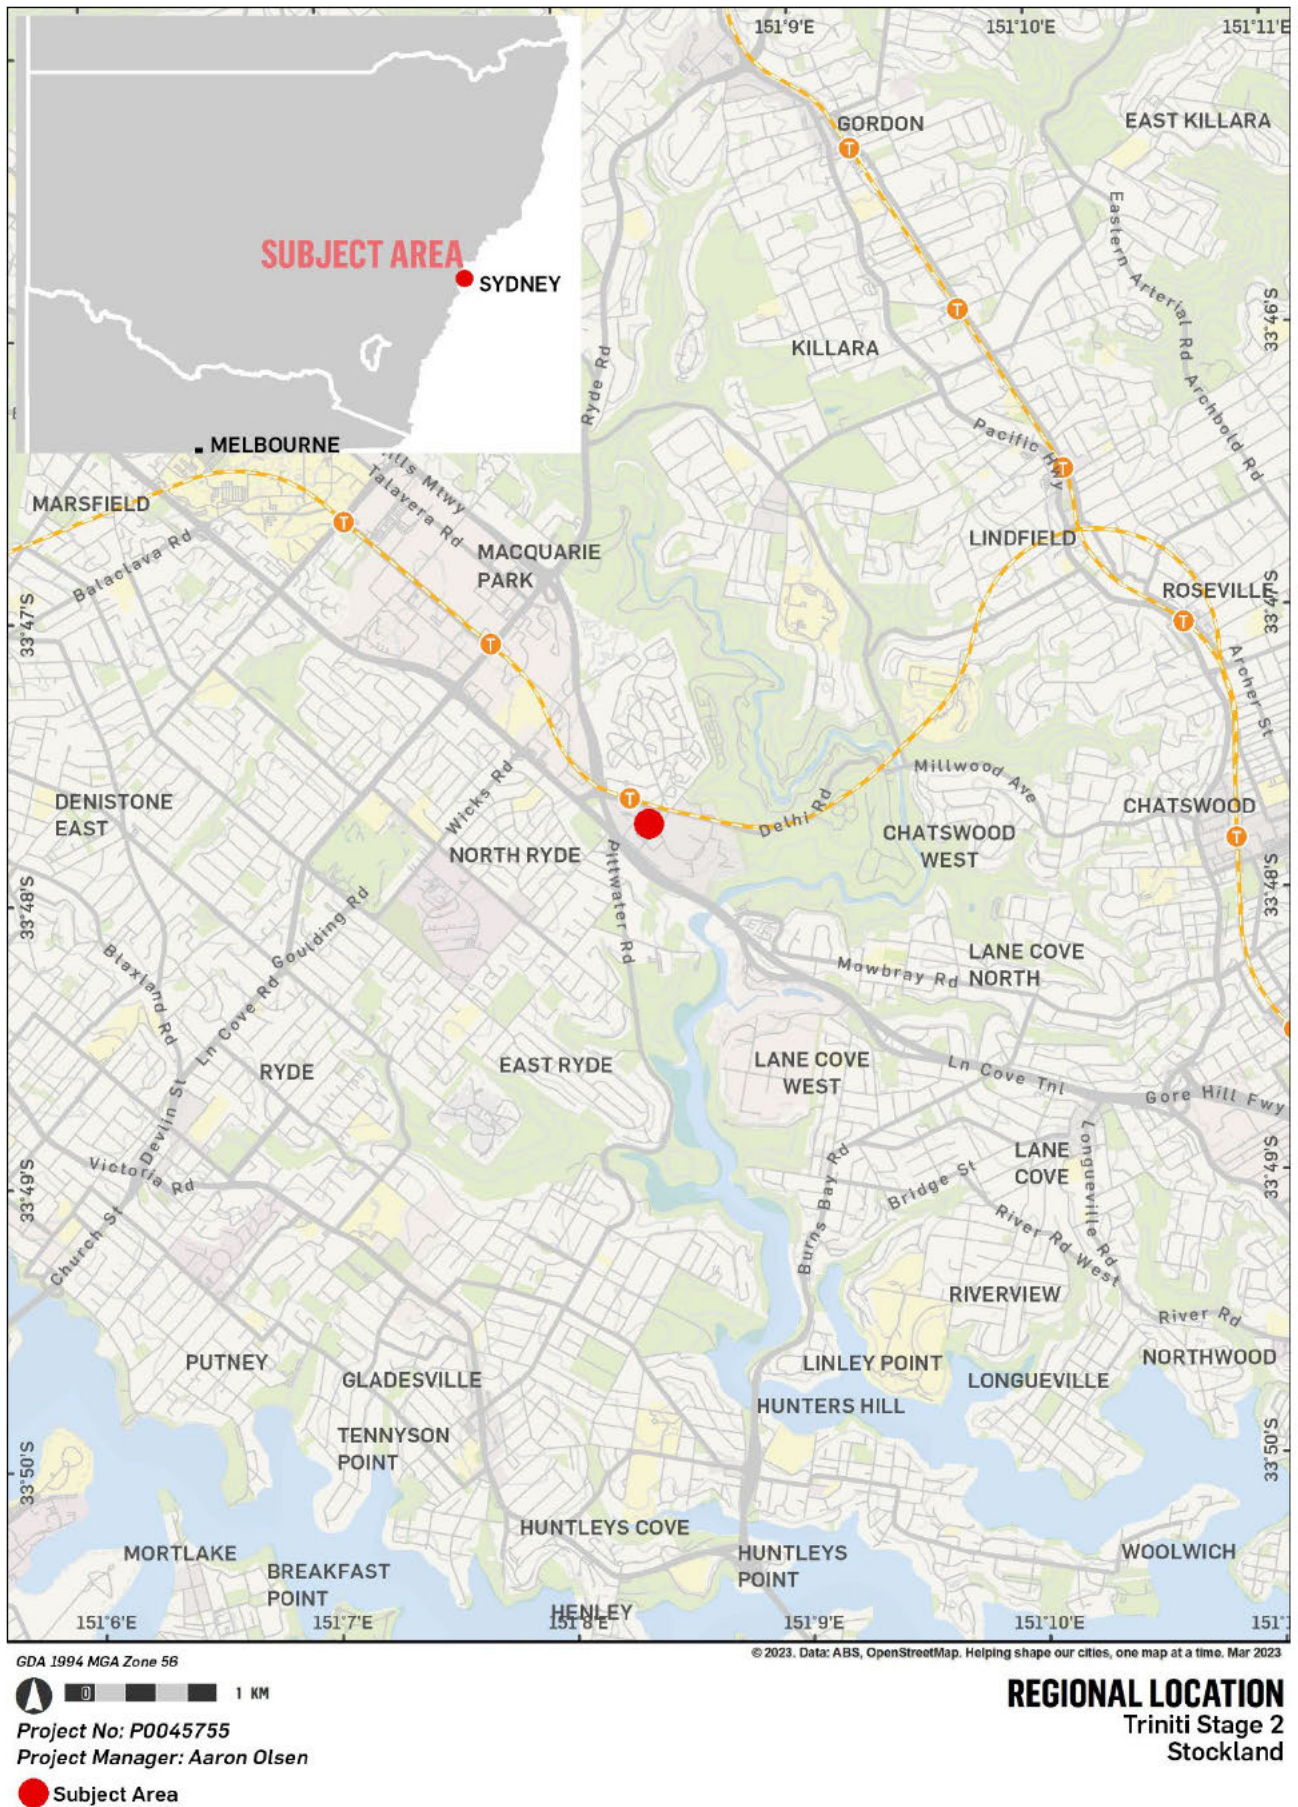 151°9'E
151°10'E
151°11'E
GORDON
EAST KILLARA
Eastern Arterial Rd
SUBJECT AREA
SYDNEY
33°46'S
KILLARA
Ryde Rd
Archbold Rd
Pacific Hwy
MELBOURNE
ills Mtwy
Talavera Rd
MARSFIELD
LINDFIELD
MACQUARIE
PARK
Balaclava Rd
ROSEVILLE
33°47'S
33°47'S
Archer St
Millwood Ave
Wicks Rd
DENISTONE
EAST
CHATSWOOD
Delhi Rd
CHATSWOOD
WEST
NORTH RYDE
Pittwater Rd
33°48'S
33°48'S
Goulding Rd
Blaxland Rd
LANE COVE
NORTH
Mowbray Rd
Ln Cove Rd
RYDE
EAST RYDE
LANE COVE
WEST
Ln Cove Tnl
Gore Hill Fwy
Devlin St
LANE
COVE
Longueville Rd
Victoria Rd
33°49'S
33°49'S
Burns Bay Rd
Bridge St
Church St
River Rd West
RIVERVIEW
River Rd
PUTNEY
LINLEY POINT
NORTHWOOD
GLADESVILLE
LONGUEVILLE
HUNTERS HILL
TENNYSON
POINT
33°50'S
33°50'S
HUNTLEYS COVE
MORTLAKE
HUNTLEYS
POINT
WOOLWICH
BREAKFAST
POINT
HENLEY
151°6'E
151°7'E
151°8'E
151°9'E
151°10'E
GDA 1994 MGA Zone 56
© 2023. Data: ABS, OpenStreetMap. Helping shape our cities, one map at a time. Mar 2023
0
1 KM
REGIONAL LOCATION
Triniti Stage 2
Stockland
Project No: P0045755
Project Manager: Aaron Olsen
Subject Area